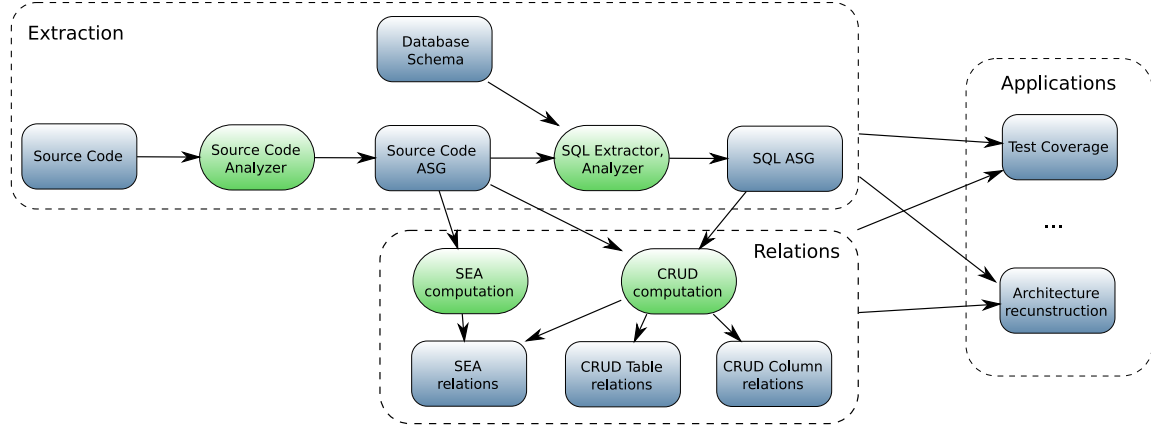 Extraction
Database
Schema
Source Code
Source Code
Analyzer
Source Code
ASG
SQL Extractor,
Analyzer
SQL ASG
Relations
SEA
computation
CRUD
computation
SEA
relations
CRUD Table
relations
CRUD Column
relations
Applications
Test Coverage
...
Architecture
recunstruction